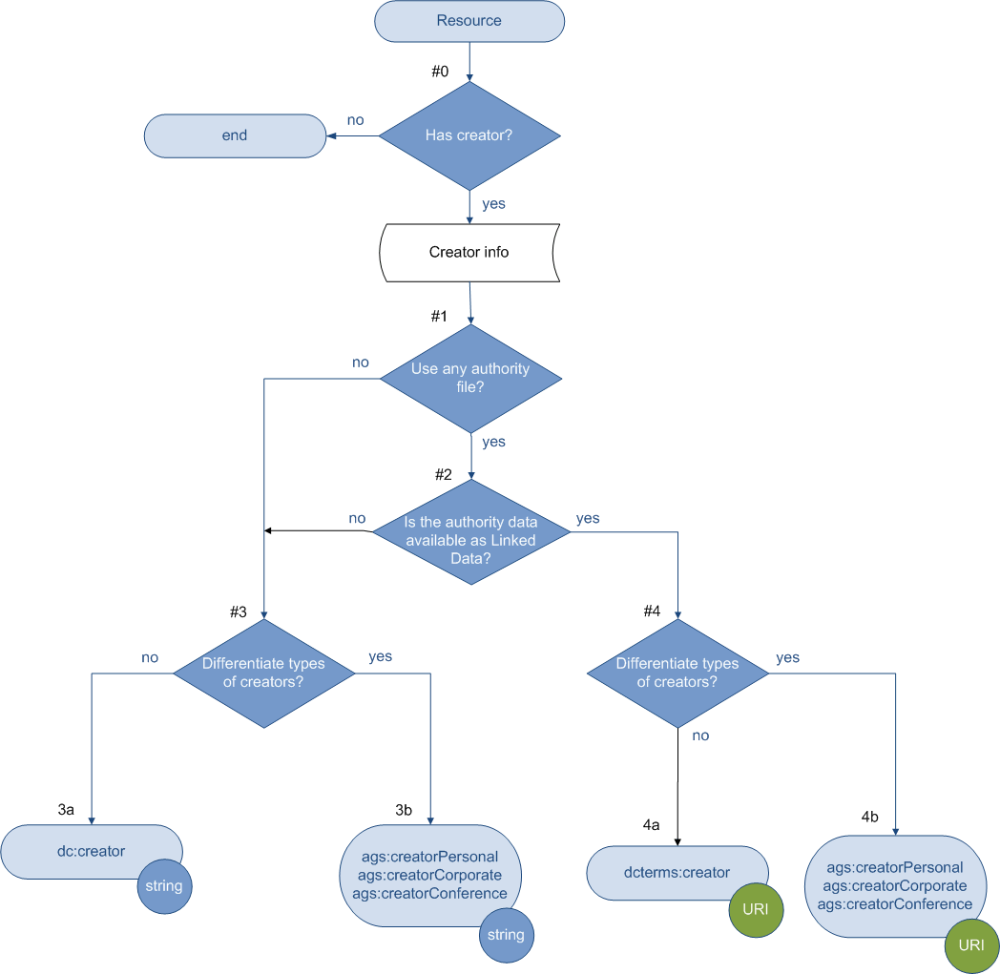 Resource
#0
no
end
Has creator?
yes
Creator info
#1
no
Use any authority
file?
yes
#2
no
Is the authority data
available as Linked
Data?
yes
#3
no
Differentiate types
of creators?
yes
#4
Differentiate types
of creators?
yes
no
3a
dc:creator
string
3b
ags:creatorPersonal
ags:creatorCorporate
ags:creatorConference
string
4a
dcterms:creator
URI
4b
ags:creatorPersonal
ags:creatorCorporate
ags:creatorConference
URI